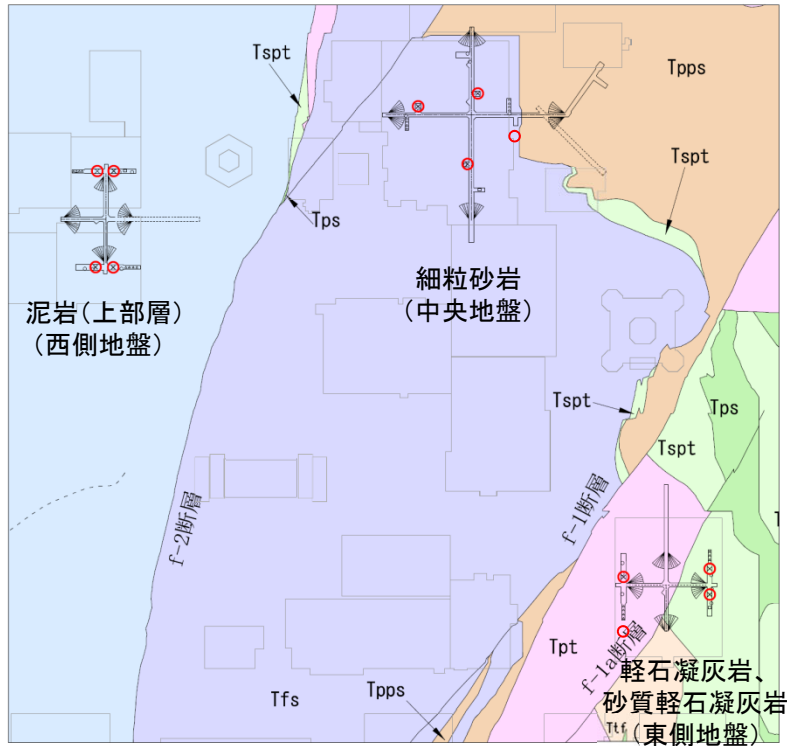 Tspt
Tpps
Tspt
Tps
細粒砂岩
(中央地盤)
泥岩(上部層)
(西側地盤)
Tspt
Tps
Tspt
f-2断層
f-1断層
Tpt
f-1a断層
軽石凝灰岩、
砂質軽石凝灰岩
(東側地盤)
Tfs
Tpps
Ttf